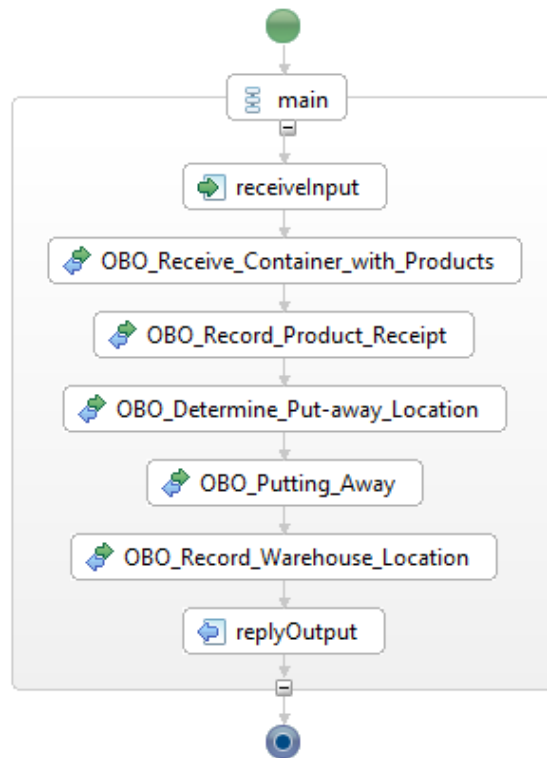 main
receiveInput
OBO_Receive_Container_with_Products
OBO_Record_Product_Receipt
OBO_Determine_Put-away_Location
OBO_Putting_Away
OBO_Record_Warehouse_Location
replyOutput